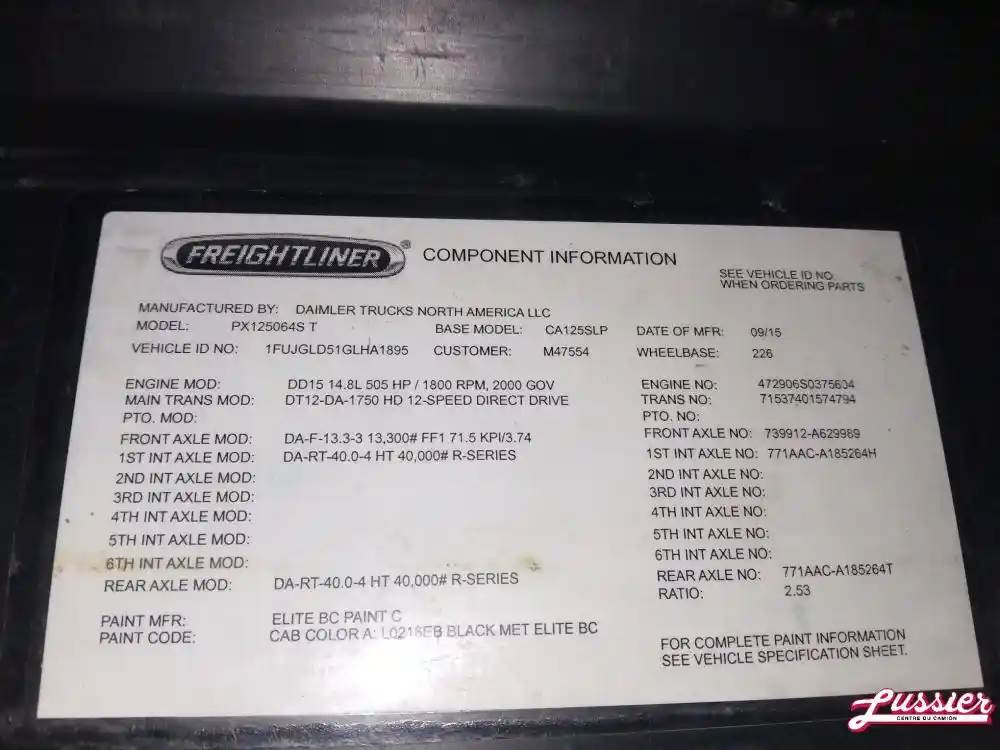 FREIGHTLINER® COMPONENT INFORMATION
SEE VEHICLE ID NO
WHEN ORDERING PARTS
MANUFACTURED BY: DAIMLER TRUCKS NORTH AMERICA LLC
MODEL: PX125064S T BASE MODEL: CA125SLP DATE OF MFR: 09/15
VEHICLE ID NO: 1FUJGLD51GLHA1895 CUSTOMER: M47554 WHEELBASE: 226
ENGINE MOD: DD15 14.8L 505 HP / 1800 RPM, 2000 GOV ENGINE NO: 472906S0375604
MAIN TRANS MOD: DT12-DA-1750 HD 12-SPEED DIRECT DRIVE TRANS NO: 71537401574794
PTO. MOD: PTO. NO:
FRONT AXLE MOD: DA-F-13.3-3 13,300# FF1 71.5 KPI/3.74 FRONT AXLE NO: 739912-A629989
1ST INT AXLE MOD: DA-RT-40.0-4 HT 40,000# R-SERIES 1ST INT AXLE NO: 771AAC-A185264H
2ND INT AXLE MOD: 2ND INT AXLE NO:
3RD INT AXLE MOD: 3RD INT AXLE NO:
4TH INT AXLE MOD: 4TH INT AXLE NO:
5TH INT AXLE MOD: 5TH INT AXLE NO:
6TH INT AXLE MOD: 6TH INT AXLE NO:
REAR AXLE MOD: DA-RT-40.0-4 HT 40,000# R-SERIES REAR AXLE NO: 771AAC-A185264T
RATIO: 2.53
PAINT MFR: ELITE BC PAINT C
PAINT CODE: CAB COLOR A: L0216EB BLACK MET ELITE BC
FOR COMPLETE PAINT INFORMATION
SEE VEHICLE SPECIFICATION SHEET.
Lussier
CENTRE DU CAMION